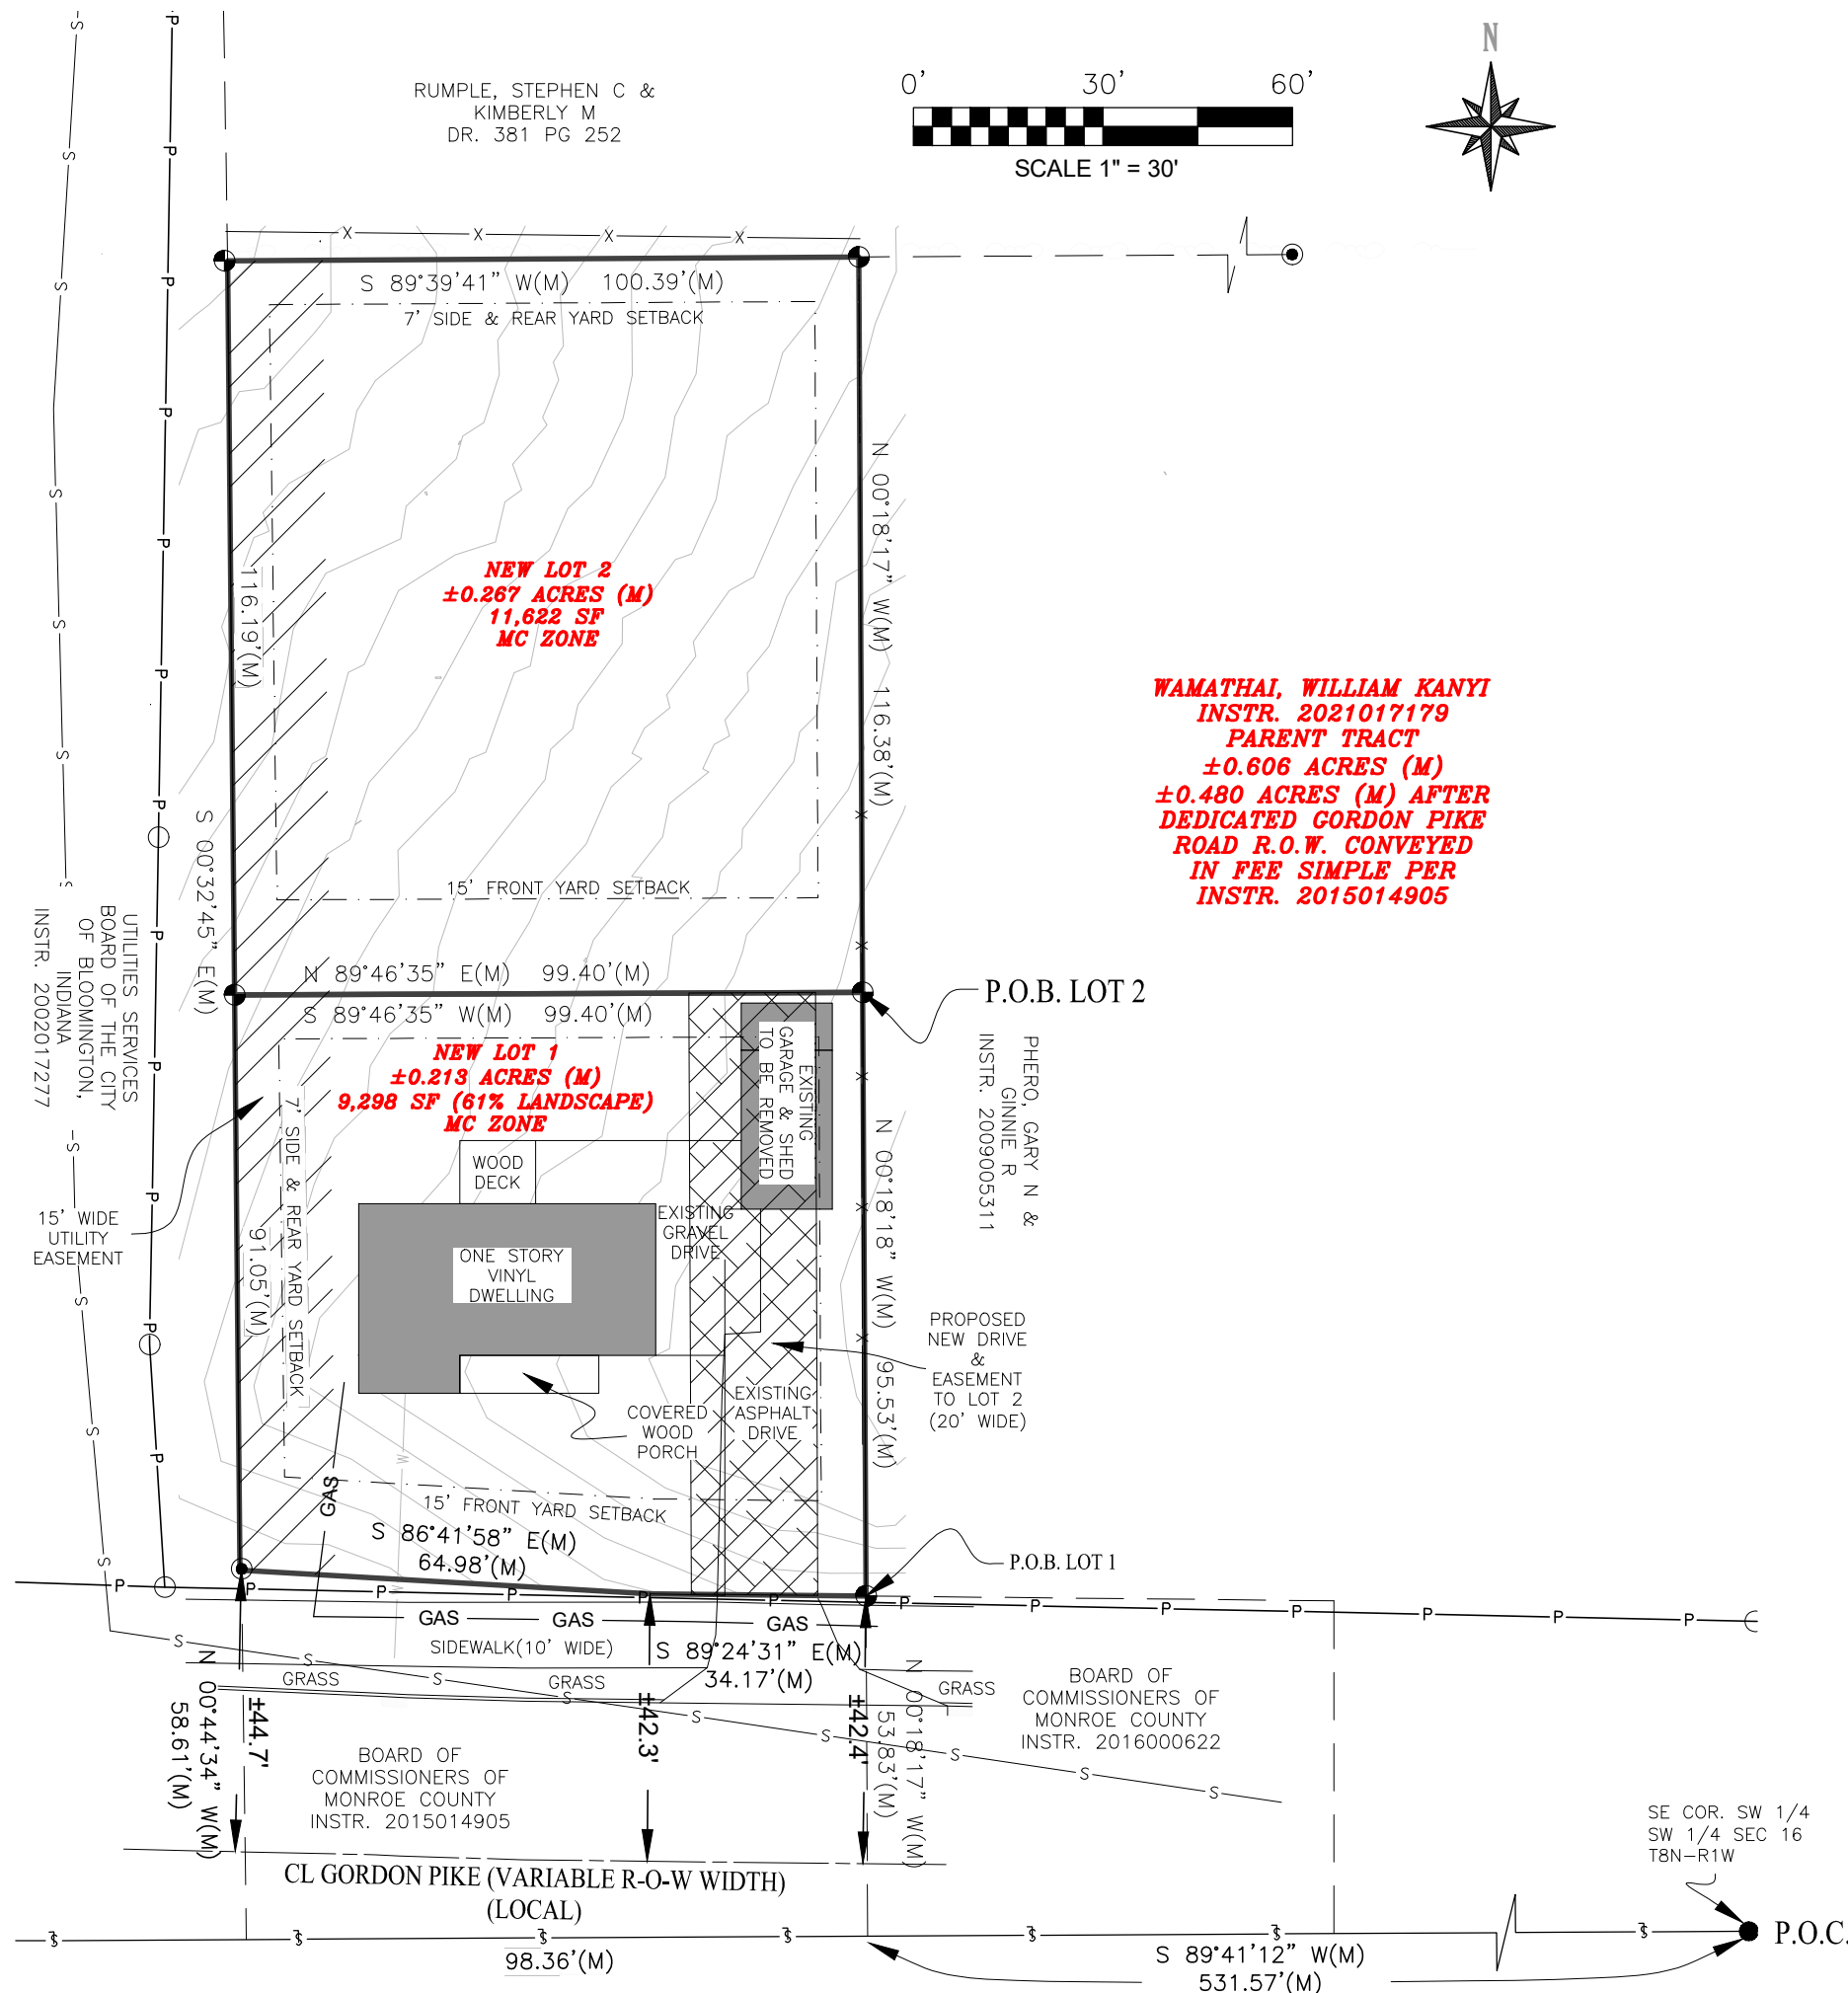 N
0' 30' 60'
SCALE 1" = 30'
RUMPLE, STEPHEN C &
KIMBERLY M
DR. 381 PG 252
S 89°39'41" W(M) 100.39'(M)
7' SIDE & REAR YARD SETBACK
N 00°18'17" W(M) 116.38'(M)
116.19'(M)
NEW LOT 2
±0.267 ACRES (M)
11,622 SF
MC ZONE
WAMATHAI, WILLIAM KANYI
INSTR. 2021017179
PARENT TRACT
±0.606 ACRES (M)
±0.480 ACRES (M) AFTER
DEDICATED GORDON PIKE
ROAD R.O.W. CONVEYED
IN FEE SIMPLE PER
INSTR. 2015014905
S 00°32'45" E(M)
15' FRONT YARD SETBACK
UTILITIES SERVICES
BOARD OF THE CITY
OF BLOOMINGTON,
INDIANA
INSTR. 2002017277
N 89°46'35" E(M) 99.40'(M)
S 89°46'35" W(M) 99.40'(M)
P.O.B. LOT 2
NEW LOT 1
±0.213 ACRES (M)
9,298 SF (61% LANDSCAPE)
MC ZONE
EXISTING
GARAGE & SHED
TO BE REMOVED
PHERO, GARY N &
GINNIE R
INSTR. 2009005311
N 00°18'18" W(M) 95.53'(M)
7' SIDE & REAR YARD SETBACK
91.05'(M)
WOOD
DECK
15' WIDE
UTILITY
EASEMENT
EXISTING
GRAVEL
DRIVE
ONE STORY
VINYL
DWELLING
PROPOSED
NEW DRIVE
&
EASEMENT
TO LOT 2
(20' WIDE)
COVERED
WOOD
PORCH
EXISTING
ASPHALT
DRIVE
GAS
15' FRONT YARD SETBACK
S 86°41'58" E(M)
64.98'(M)
P.O.B. LOT 1
GAS GAS GAS
SIDEWALK(10' WIDE)
S 89°24'31" E(M)
34.17'(M)
GRASS GRASS GRASS
N 00°44'34" W(M)
58.61'(M)
±44.7'
±42.3'
±42.4'
N 00°18'17" W(M)
53.83'(M)
BOARD OF
COMMISSIONERS OF
MONROE COUNTY
INSTR. 2016000622
BOARD OF
COMMISSIONERS OF
MONROE COUNTY
INSTR. 2015014905
SE COR. SW 1/4
SW 1/4 SEC 16
T8N-R1W
CL GORDON PIKE (VARIABLE R-O-W WIDTH)
(LOCAL)
P.O.C.
98.36'(M)
S 89°41'12" W(M)
531.57'(M)